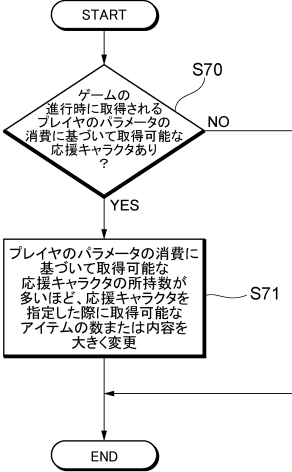 START
S70
ゲームの
進行時に取得される
プレイヤのパラメータの
消費に基づいて取得可能な
応援キャラクタあり
?
NO
YES
プレイヤのパラメータの消費に
基づいて取得可能な
応援キャラクタの所持数が
多いほど、応援キャラクタを
指定した際に取得可能な
アイテムの数または内容を
大きく変更
S71
END